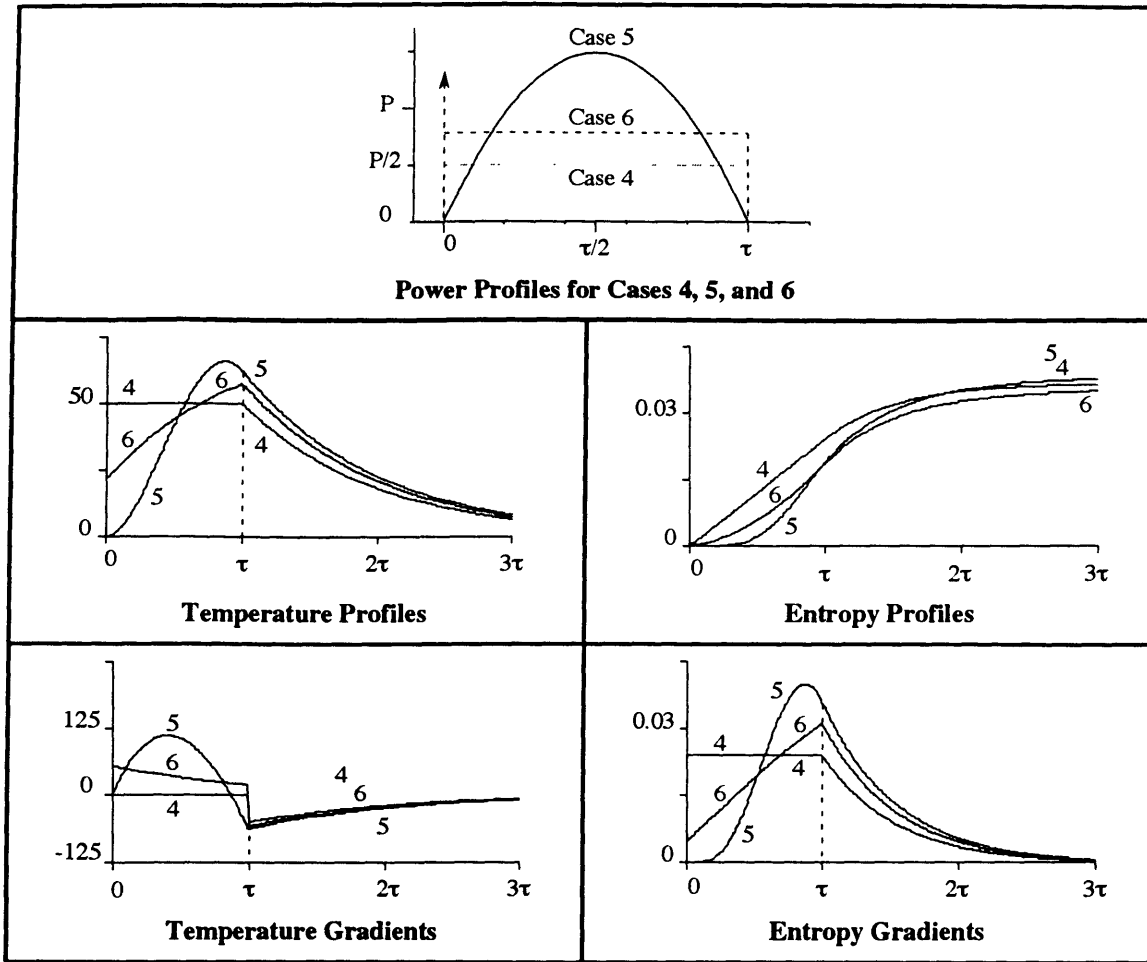 Case 5
P
Case 6
P/2
Case 4
0
0 τ/2 τ
Power Profiles for Cases 4, 5, and 6
50
0
4
6
5
6
5
4
0 τ 2τ 3τ
Temperature Profiles
0.03
0
4
6
5
5
4
6
0 τ 2τ 3τ
Entropy Profiles
125
0
-125
5
6
4
4
6
5
0 τ 2τ 3τ
Temperature Gradients
0.03
0
4
6
5
5
6
4
0 τ 2τ 3τ
Entropy Gradients